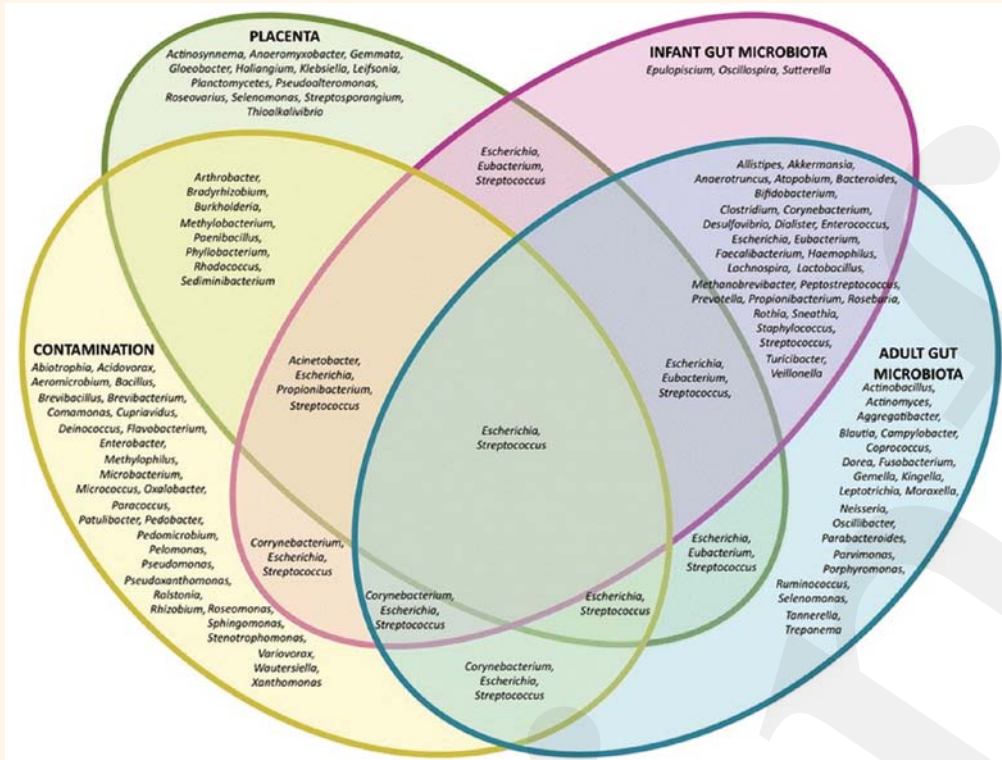 PLACENTA
Actinosynnema, Anaeromyxobacter, Gemmata,
Gloeobacter, Haliangium, Klebsiella, Leifsonia,
Planctomycetes, Pseudoalteromonas,
Roseovarius, Selenomonas, Streptosporangium,
Thioalkalivibrio
INFANT GUT MICROBIOTA
Epulopiscium, Oscillospira, Sutterella
Escherichia,
Eubacterium,
Streptococcus
Arthrobacter,
Bradyrhizobium,
Burkholderia,
Methylobacterium,
Paenibacillus,
Phyllobacterium,
Rhodococcus,
Sediminibacterium
Allistipes, Akkermansia,
Anaerotruncus, Atopobium, Bacteroides,
Bifidobacterium,
Clostridium, Corynebacterium,
Desulfovibrio, Dialister, Enterococcus,
Escherichia, Eubacterium,
Faecalibacterium, Haemophilus,
Lachnospira, Lactobacillus,
Methanobrevibacter, Peptostreptococcus,
Prevotella, Propionibacterium, Roseburia,
Rothia, Sneathia,
Staphylococcus,
Streptococcus,
Turicibacter,
Veillonella
CONTAMINATION
Abiotrophia, Acidovorax,
Aeromicrobium, Bacillus,
Brevibacillus, Brevibacterium,
Comamonas, Cupriavidus,
Deinococcus, Flavobacterium,
Enterobacter,
Methylophilus,
Microbacterium,
Micrococcus, Oxalobacter,
Paracoccus,
Patulibacter, Pedobacter,
Pedomicrobium,
Pelomonas,
Pseudomonas,
Pseudoxanthomonas,
Ralstonia,
Rhizobium, Roseomonas,
Sphingomonas,
Stenotrophomonas,
Variovorax,
Wautersiella,
Xanthomonas
Acinetobacter,
Escherichia,
Propionibacterium,
Streptococcus
Escherichia,
Eubacterium,
Streptococcus,
Escherichia,
Streptococcus
ADULT GUT
MICROBIOTA
Actinobacillus,
Actinomyces,
Aggregatibacter,
Blautia, Campylobacter,
Coprococcus,
Dorea, Fusobacterium,
Gemella, Kingella,
Leptotrichia, Moraxella,
Neisseria,
Oscillibacter,
Parabacteroides,
Parvimonas,
Porphyromonas,
Ruminococcus,
Selenomonas,
Tannerella,
Trepanema
Corrynebacterium,
Escherichia,
Streptococcus
Escherichia,
Eubacterium,
Streptococcus
Corynebacterium,
Escherichia,
Streptococcus
Escherichia,
Streptococcus
Corynebacterium,
Escherichia,
Streptococcus